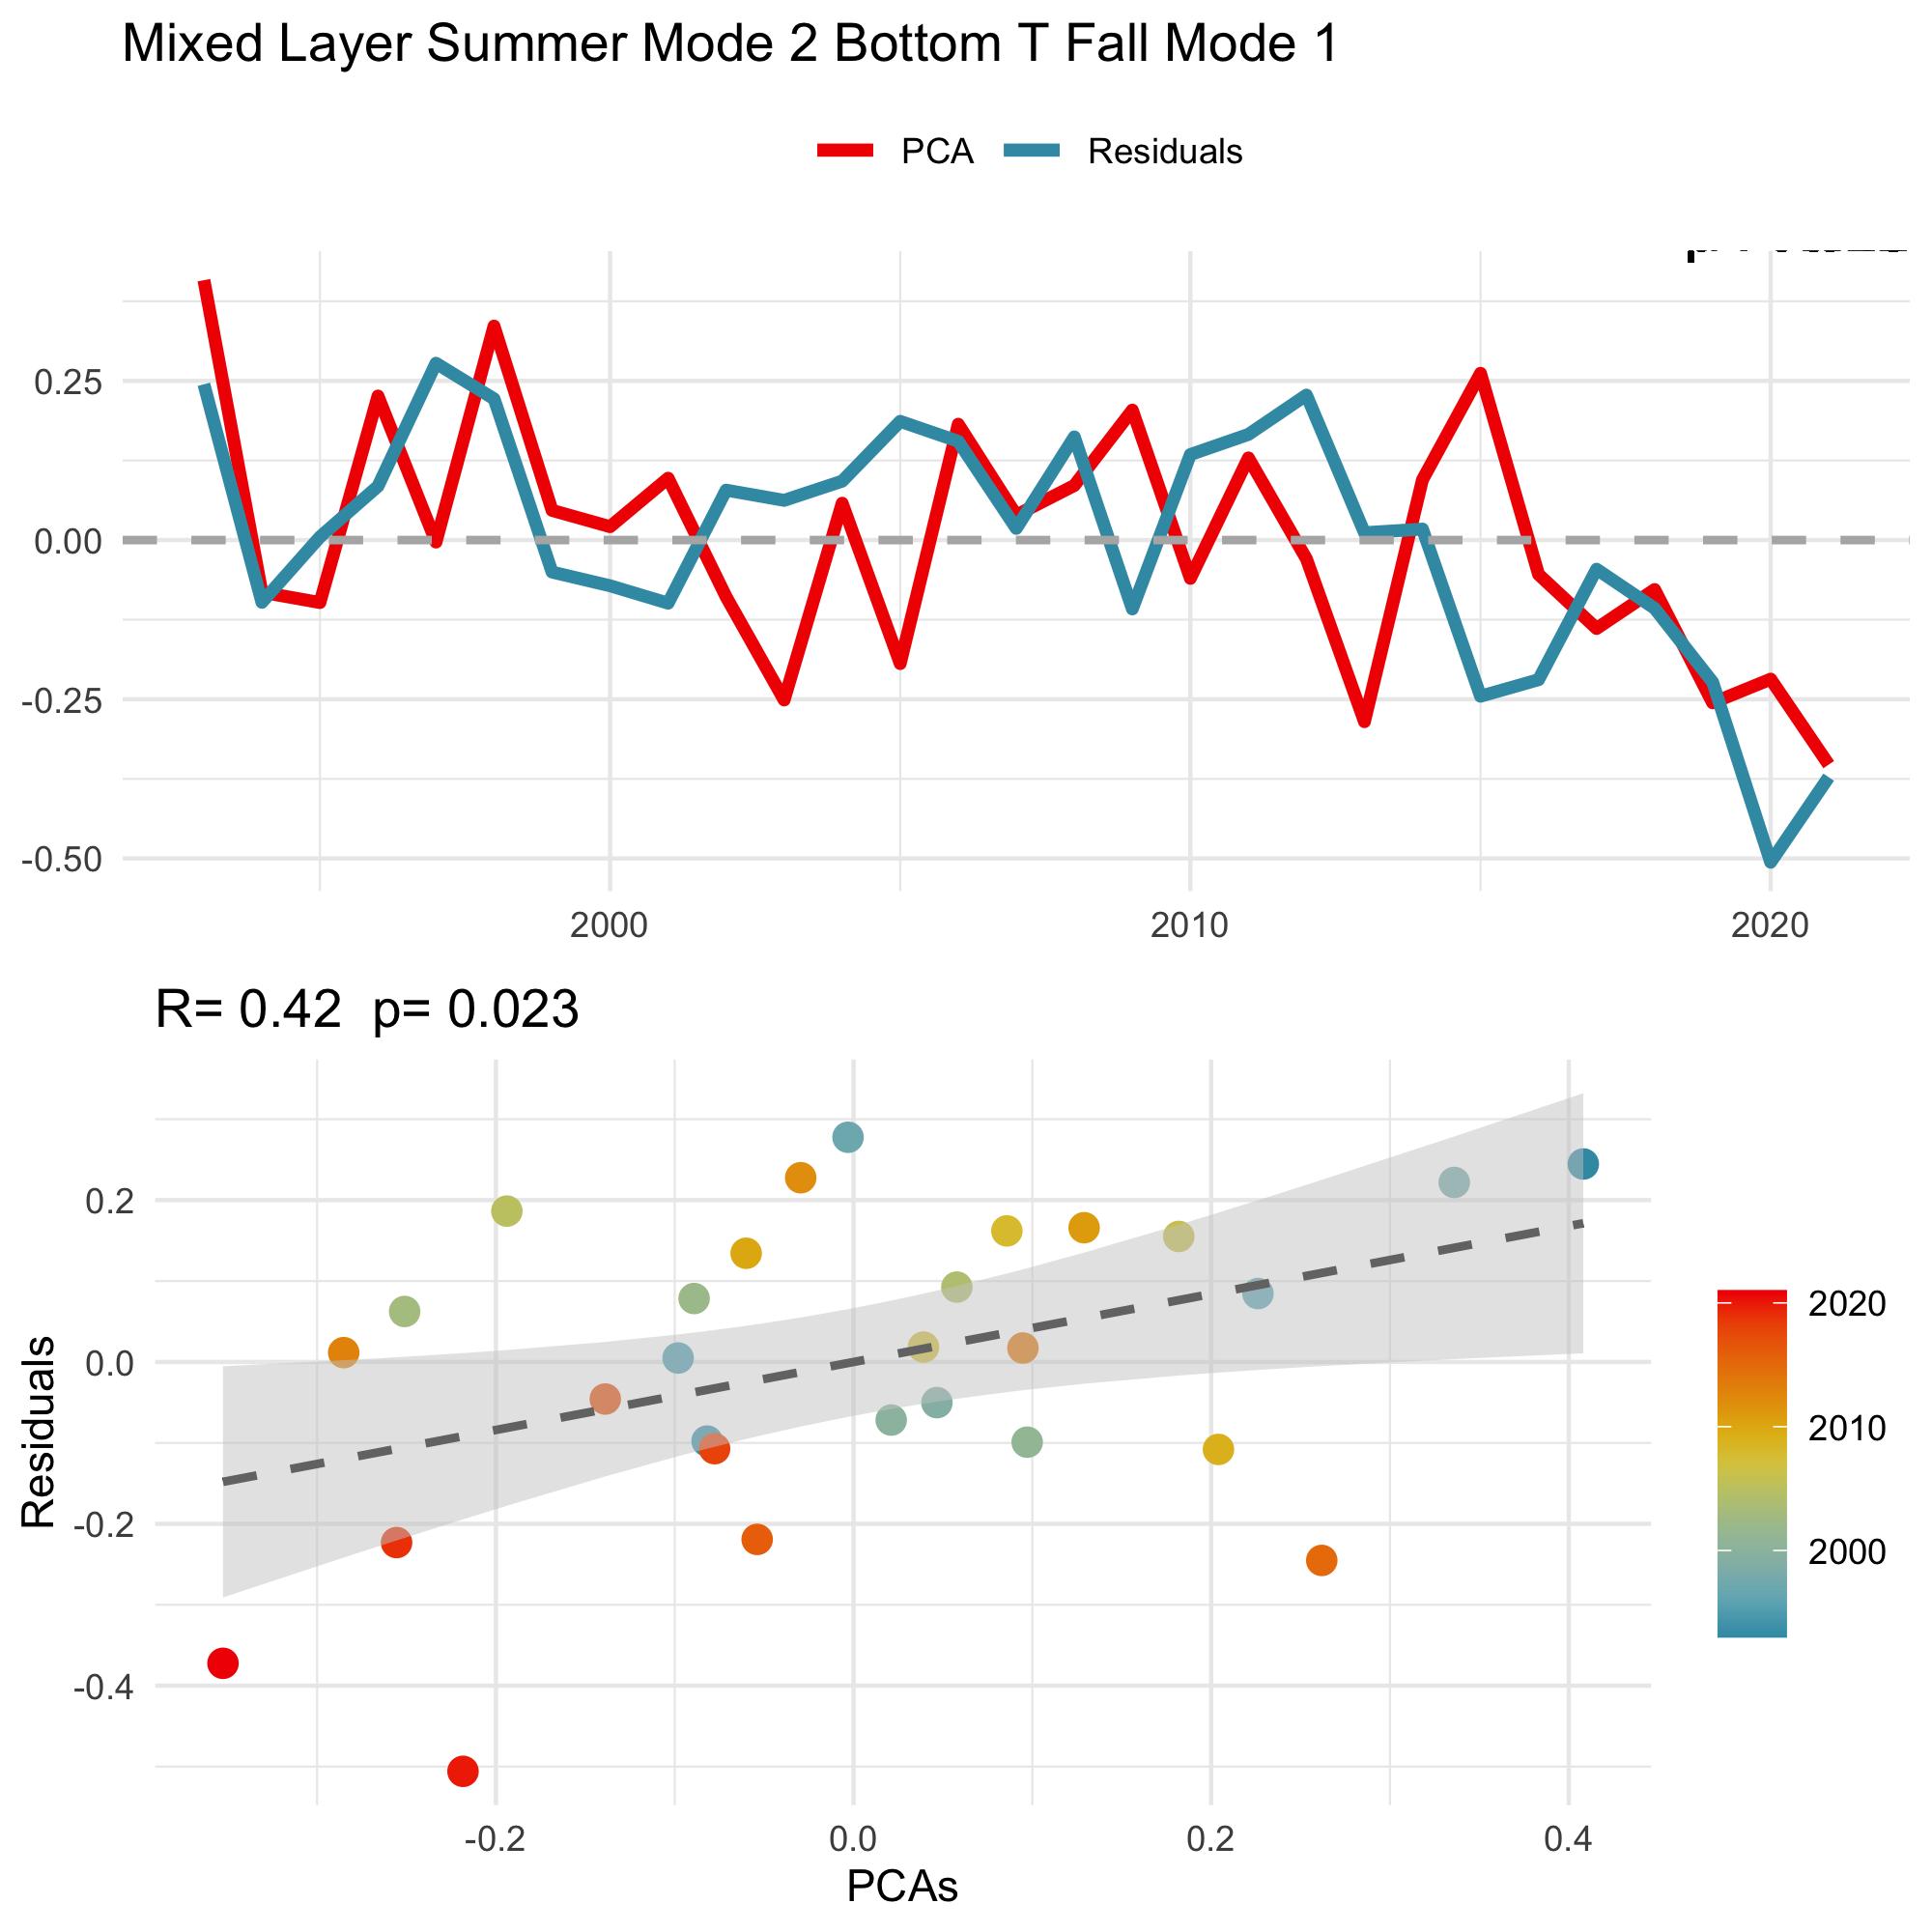 Mixed Layer Summer Mode 2 Bottom T Fall Mode 1
PCA Residuals
0.25
0.00
-0.25
-0.50
2000 2010 2020
R= 0.42 p= 0.023
Residuals
0.2
0.0
-0.2
-0.4
-0.2 0.0 0.2 0.4
PCAs
2020
2010
2000